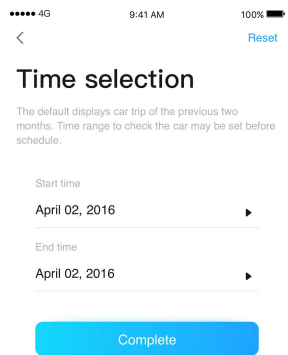 4G 9:41 AM 100%
Reset
Time selection
The default displays car trip of the previous two
months. Time range to check the car may be set before
schedule.
Start time
April 02, 2016
End time
April 02, 2016
Complete